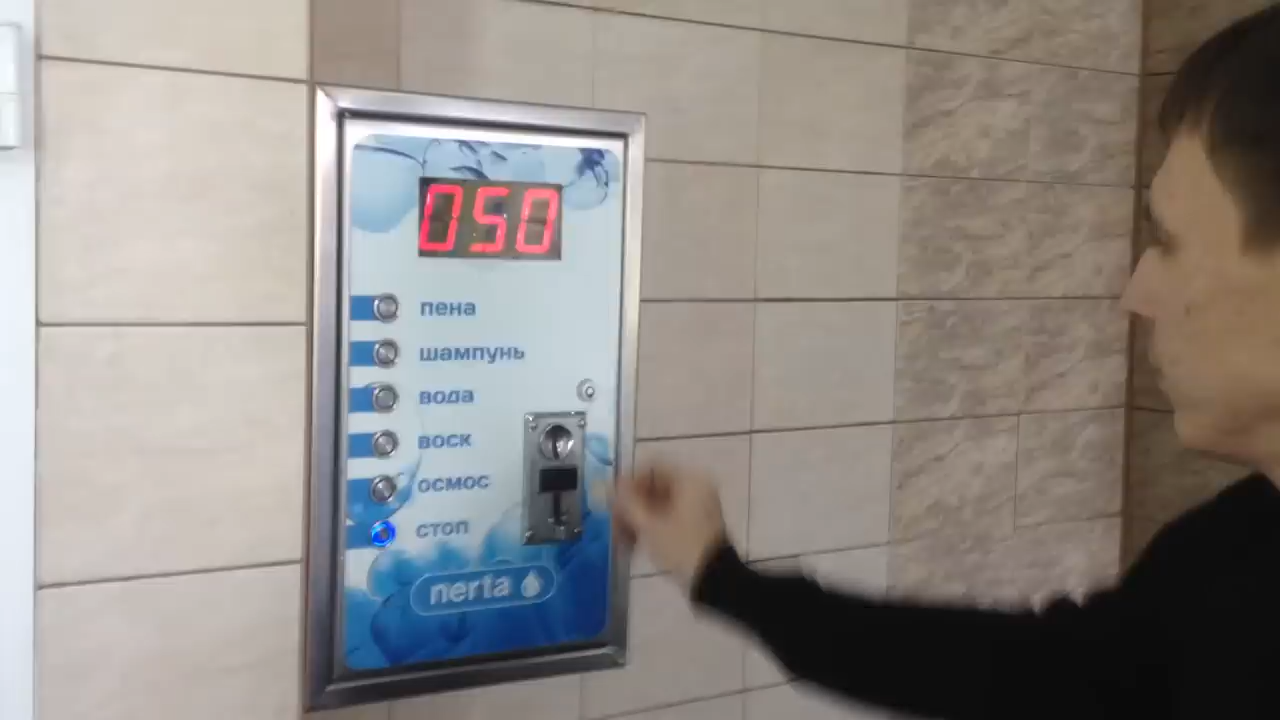 050
пена
шампунь
вода
воск
осмос
стоп
nerta